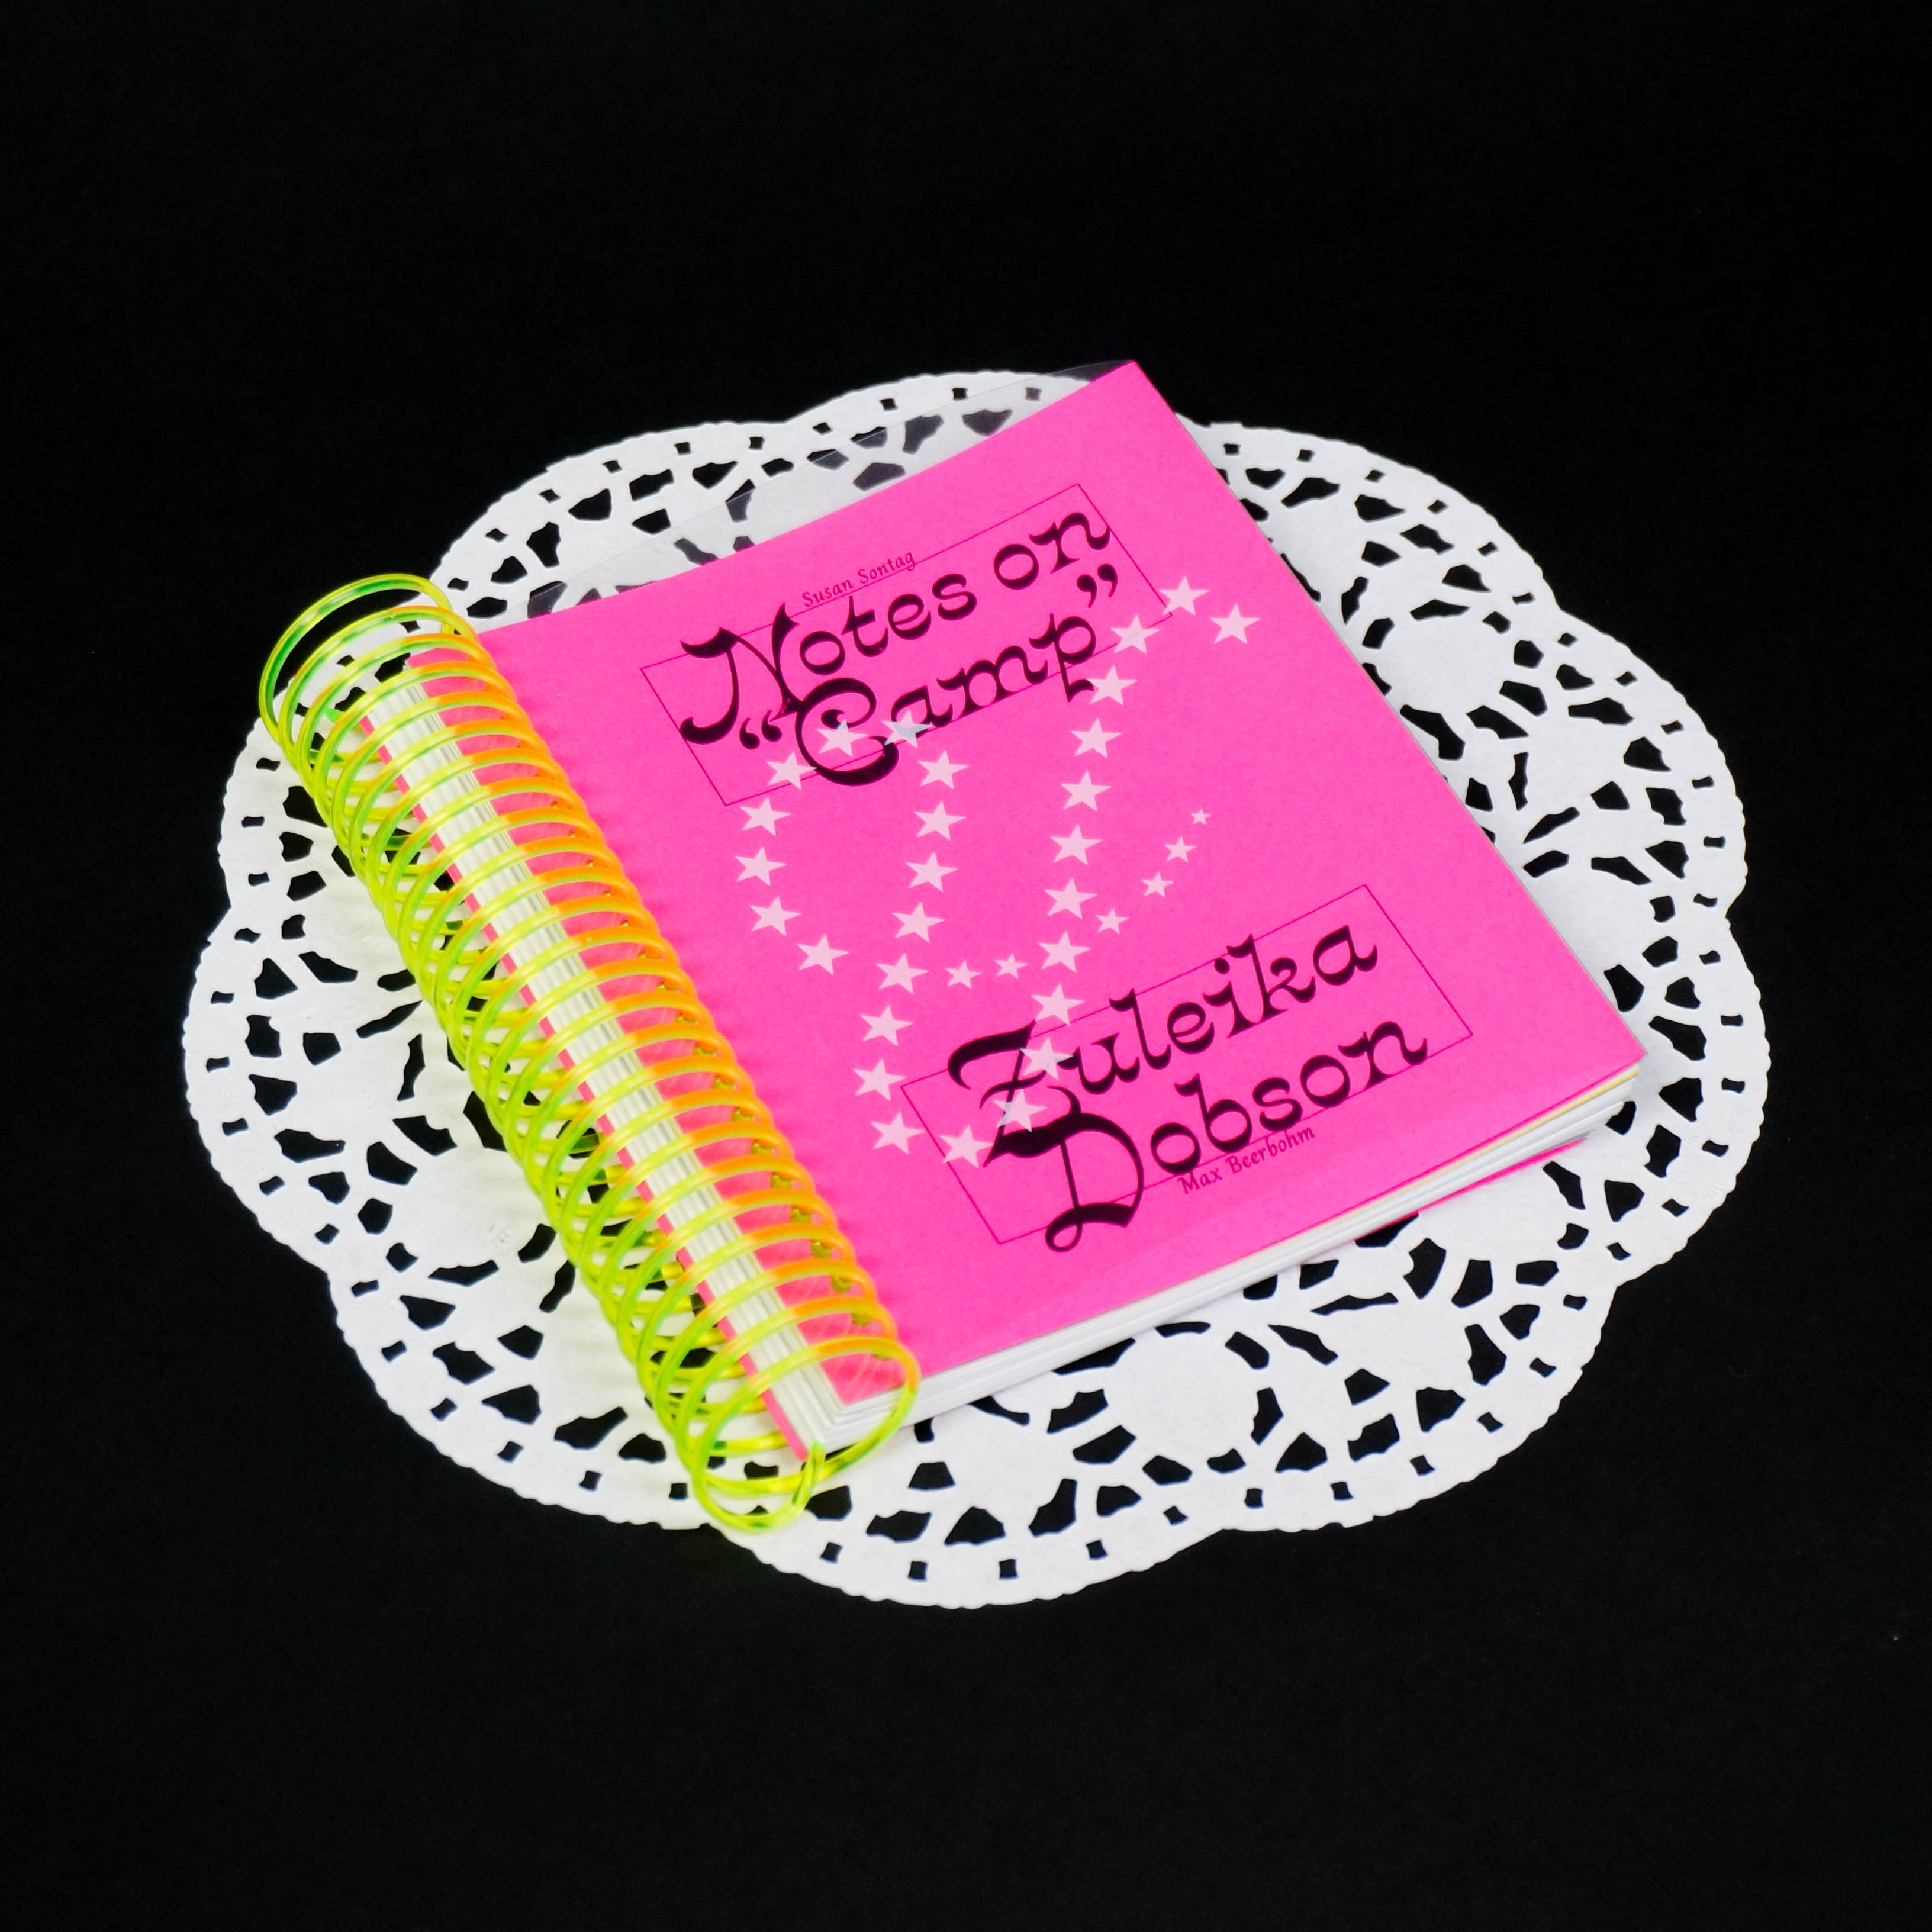 Susan Sontag
Notes on
“Camp”
Zuleika
Dobson
Max Beerbohm